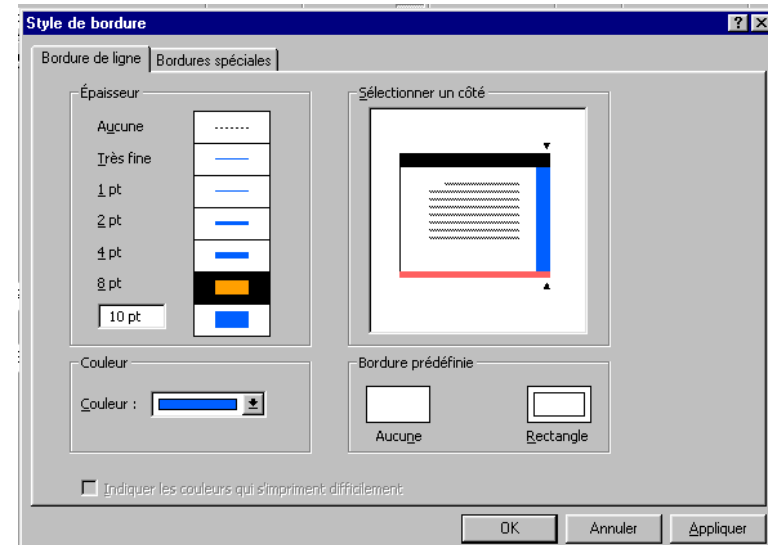 Style de bordure
Bordure de ligne
Bordures spéciales
Épaisseur
Aucune
Très fine
1 pt
2 pt
4 pt
8 pt
10 pt
Sélectionner un côté
Couleur
Couleur :
Bordure prédéfinie
Aucune
Rectangle
Indiquer les couleurs qui s'impriment difficilement
OK
Annuler
Appliquer